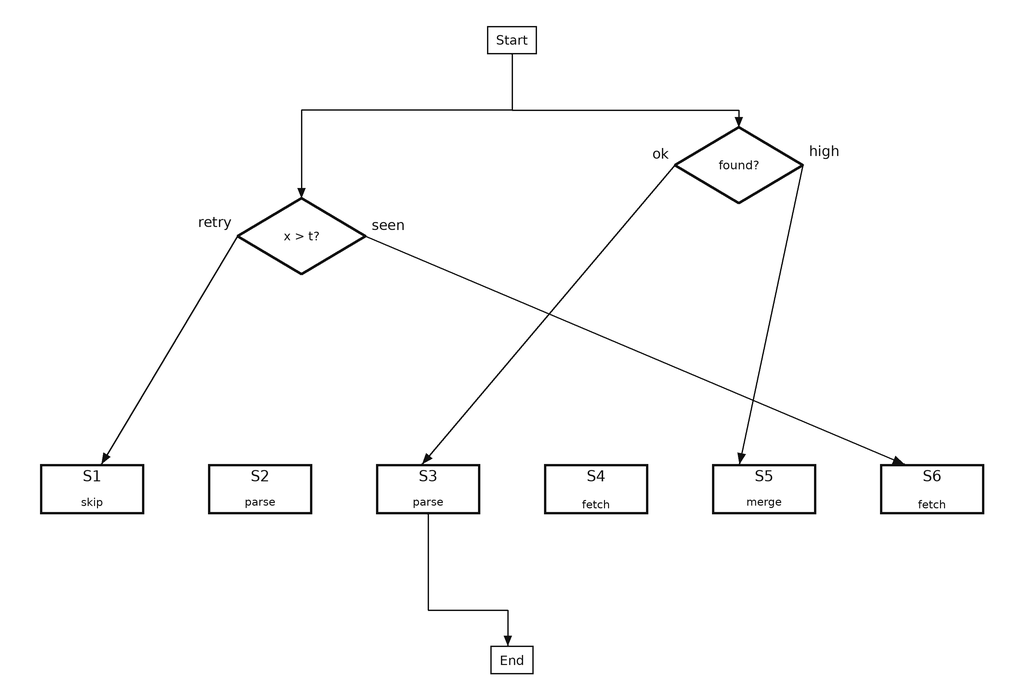 Start
ok
found?
high
retry
x > t?
seen
S1
skip
S2
parse
S3
parse
S4
fetch
S5
merge
S6
fetch
End